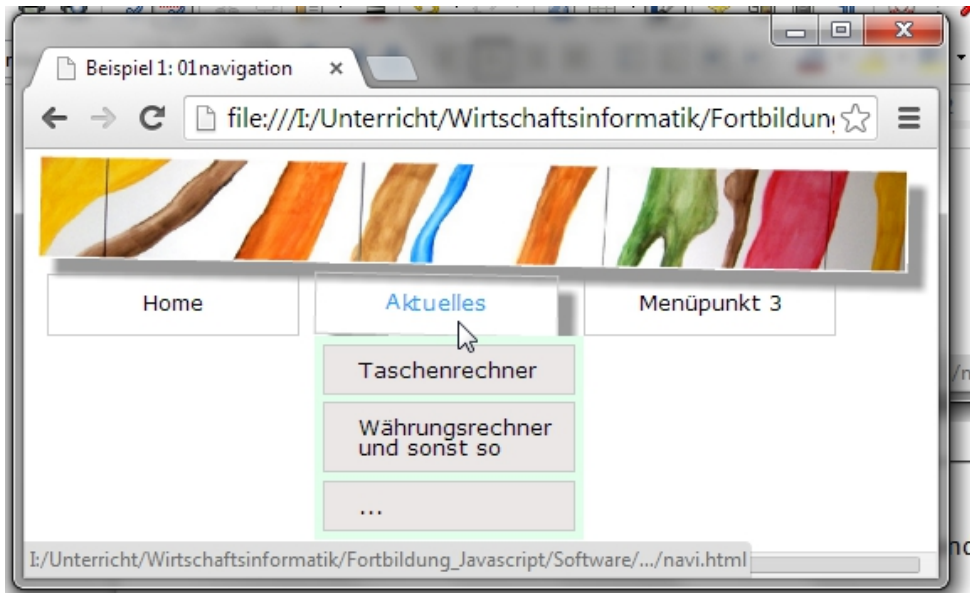 Beispiel 1: 01navigation
file:///I:/Unterricht/Wirtschaftsinformatik/Fortbildun
Home
Aktuelles
Menüpunkt 3
Taschenrechner
Währungsrechner
und sonst so
...
I:/Unterricht/Wirtschaftsinformatik/Fortbildung_Javascript/Software/.../navi.html